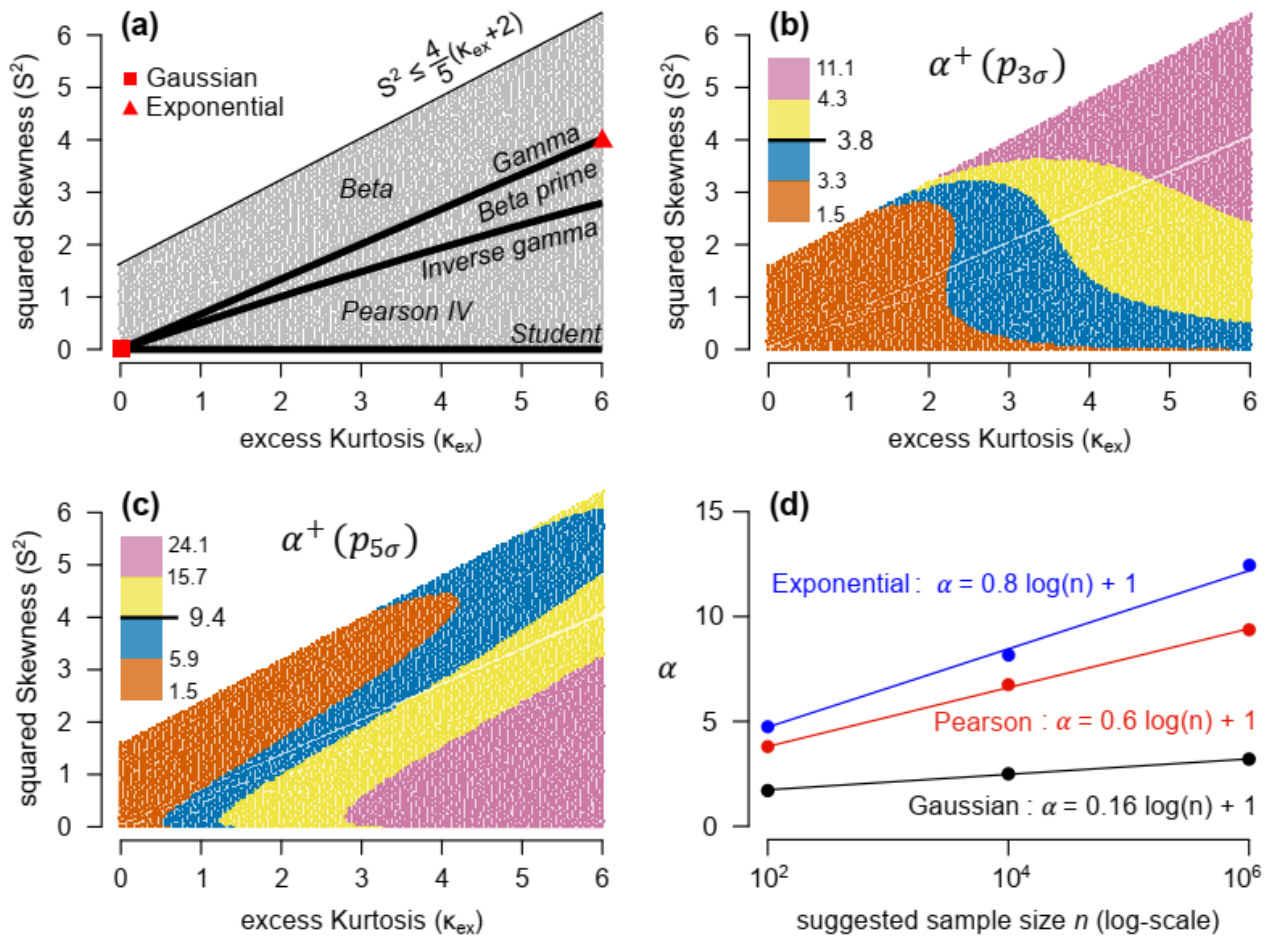 (a)
S² ≤ 4/5(κex+2)
Gaussian
Exponential
Gamma
Beta
Beta prime
Inverse gamma
Pearson IV
Student
squared Skewness (S²)
6
5
4
3
2
1
0
0 1 2 3 4 5 6
excess Kurtosis (κex)
(b)
α⁺ (p3σ)
11.1
4.3
3.8
3.3
1.5
squared Skewness (S²)
6
5
4
3
2
1
0
0 1 2 3 4 5 6
excess Kurtosis (κex)
(c)
α⁺ (p5σ)
24.1
15.7
9.4
5.9
1.5
squared Skewness (S²)
6
5
4
3
2
1
0
0 1 2 3 4 5 6
excess Kurtosis (κex)
(d)
15
10
5
0
α
Exponential : α = 0.8 log(n) + 1
Pearson : α = 0.6 log(n) + 1
Gaussian : α = 0.16 log(n) + 1
10² 10⁴ 10⁶
suggested sample size n (log-scale)